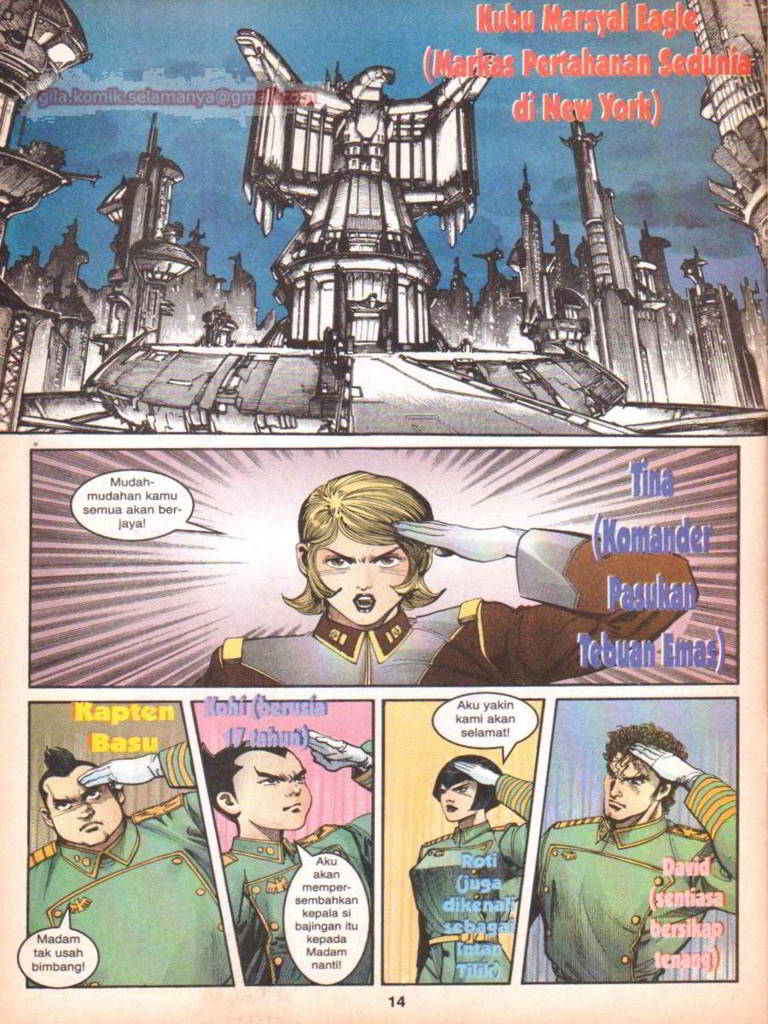 Kubu Marsyal Eagle
(Markas Pertahanan Sedunia
di New York)
gila.komik.selamanya@gmail.com
Mudah-
mudahan kamu
semua akan ber-
jaya!
Tina
(Komander
Pasukan
Tebuan Emas)
Kapten
Basu
Madam
tak usah
bimbang!
Kohi (berusia
17 tahun)
Aku
akan
memper-
sembahkan
kepala si
bajingan itu
kepada
Madam
nanti!
Aku yakin
kami akan
selamat!
Roti
(juga
dikenali
sebagai
Intan
Titik)
David
(sentiasa
bersikap
tenang)
14